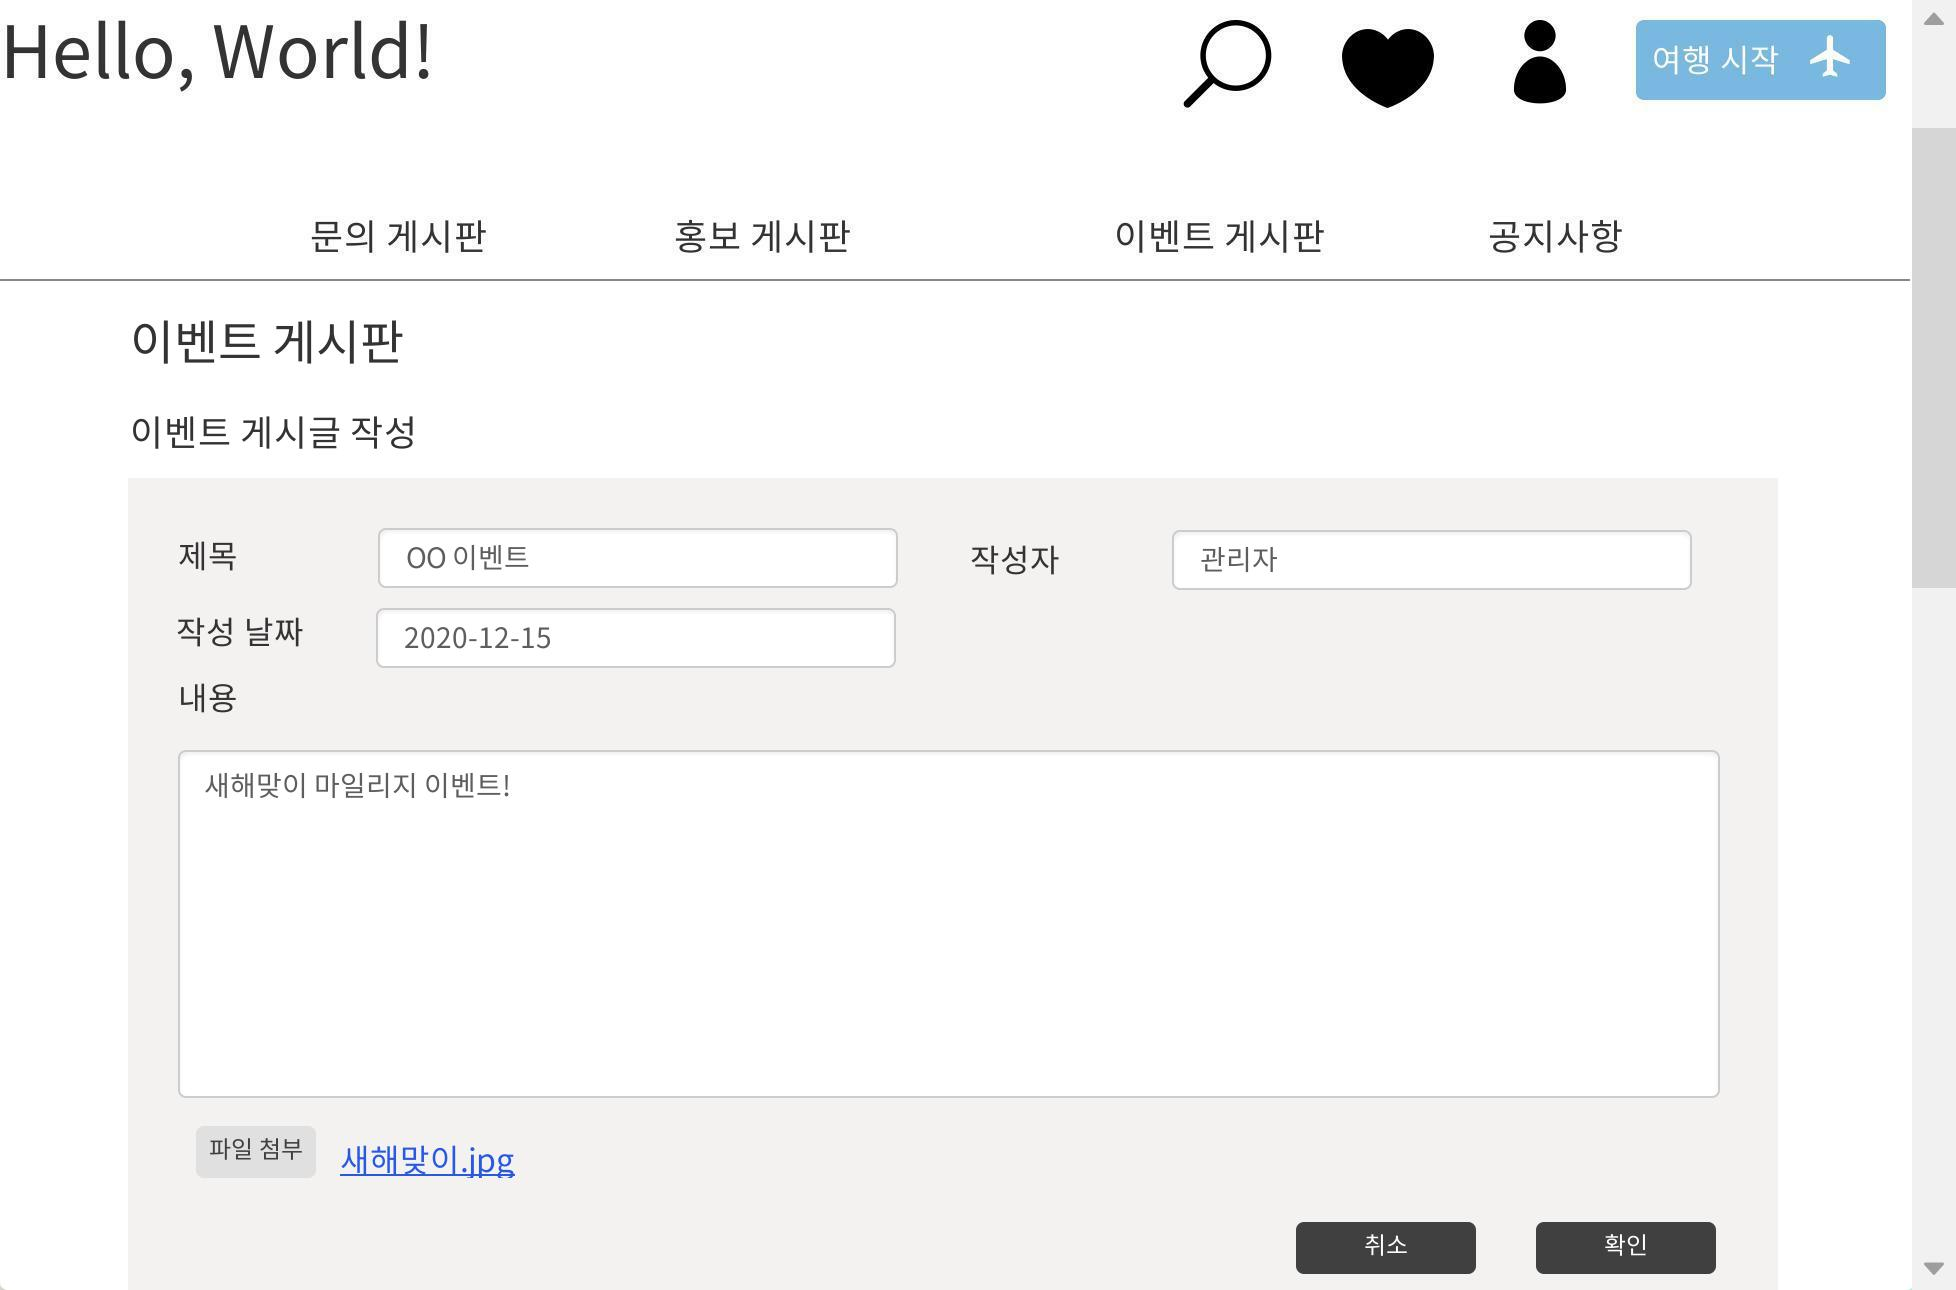 Hello, World!
여행 시작
문의 게시판 홍보 게시판 이벤트 게시판 공지사항
이벤트 게시판
이벤트 게시글 작성
제목 OO 이벤트 작성자 관리자
작성 날짜 2020-12-15
내용
새해맞이 마일리지 이벤트!
파일 첨부 새해맞이.jpg
취소 확인